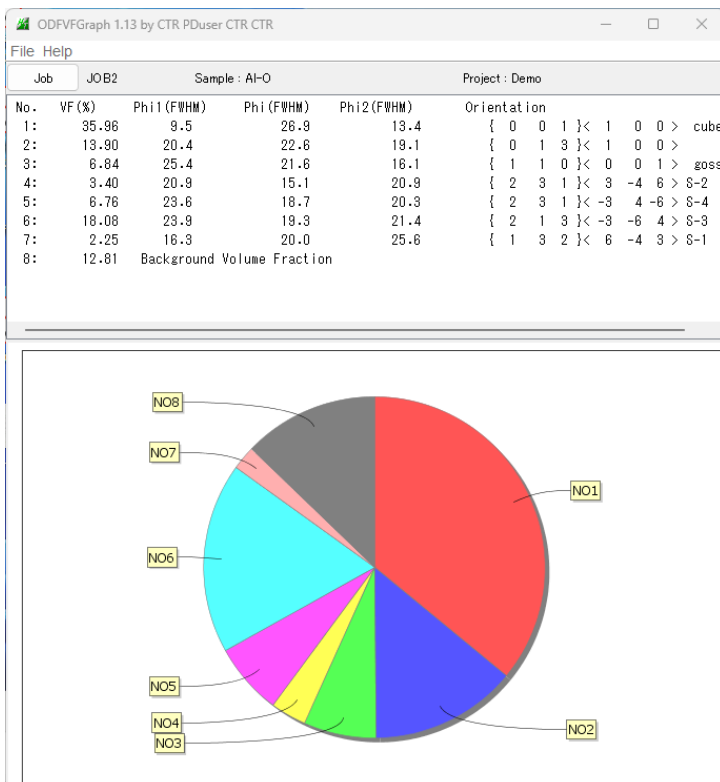 ODFVFGraph 1.13 by CTR PDuser CTR CTR
File Help
Job JOB2 Sample : Al-O Project : Demo
No. VF(%) Phi1(FWHM) Phi(FWHM) Phi2(FWHM) Orientation
1: 35.96 9.5 26.9 13.4 { 0 0 1 }< 1 0 0 > cube
2: 13.90 20.4 22.6 19.1 { 0 1 3 }< 1 0 0 >
3: 6.84 25.4 21.6 16.1 { 1 1 0 }< 0 0 1 > goss
4: 3.40 20.9 15.1 20.9 { 2 3 1 }< 3 -4 6 > S-2
5: 6.76 23.6 18.7 20.3 { 2 3 1 }< -3 4 -6 > S-4
6: 18.08 23.9 19.3 21.4 { 2 1 3 }< -3 -6 4 > S-3
7: 2.25 16.3 20.0 25.6 { 1 3 2 }< 6 -4 3 > S-1
8: 12.81 Background Volume Fraction
NO8
NO7
NO1
NO6
NO5
NO4
NO2
NO3